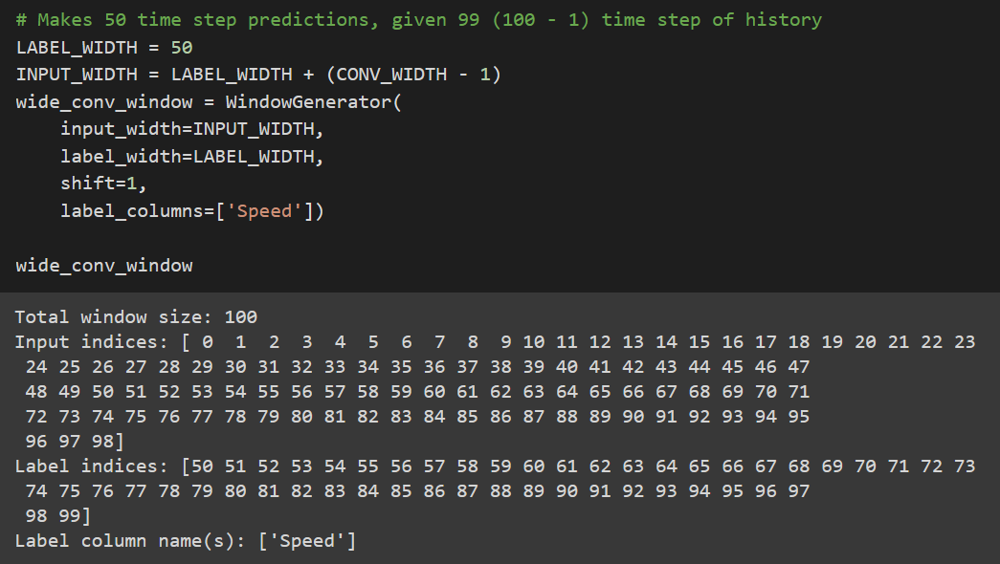 # Makes 50 time step predictions, given 99 (100 - 1) time step of history
LABEL_WIDTH = 50
INPUT_WIDTH = LABEL_WIDTH + (CONV_WIDTH - 1)
wide_conv_window = WindowGenerator(
    input_width=INPUT_WIDTH,
    label_width=LABEL_WIDTH,
    shift=1,
    label_columns=['Speed'])
wide_conv_window
Total window size: 100
Input indices: [ 0  1  2  3  4  5  6  7  8  9 10 11 12 13 14 15 16 17 18 19 20 21 22 23
 24 25 26 27 28 29 30 31 32 33 34 35 36 37 38 39 40 41 42 43 44 45 46 47
 48 49 50 51 52 53 54 55 56 57 58 59 60 61 62 63 64 65 66 67 68 69 70 71
 72 73 74 75 76 77 78 79 80 81 82 83 84 85 86 87 88 89 90 91 92 93 94 95
 96 97 98]
Label indices: [50 51 52 53 54 55 56 57 58 59 60 61 62 63 64 65 66 67 68 69 70 71 72 73
 74 75 76 77 78 79 80 81 82 83 84 85 86 87 88 89 90 91 92 93 94 95 96 97
 98 99]
Label column name(s): ['Speed']